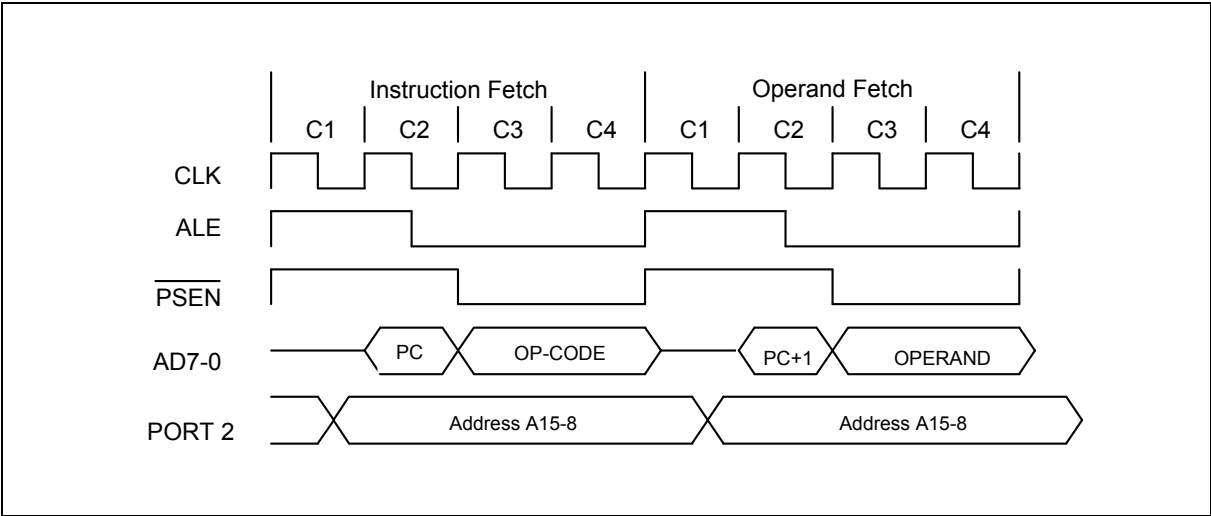 Instruction Fetch Operand Fetch
C1 C2 C3 C4 C1 C2 C3 C4
CLK
ALE
PSEN
AD7-0 PC OP-CODE PC+1 OPERAND
PORT 2 Address A15-8 Address A15-8